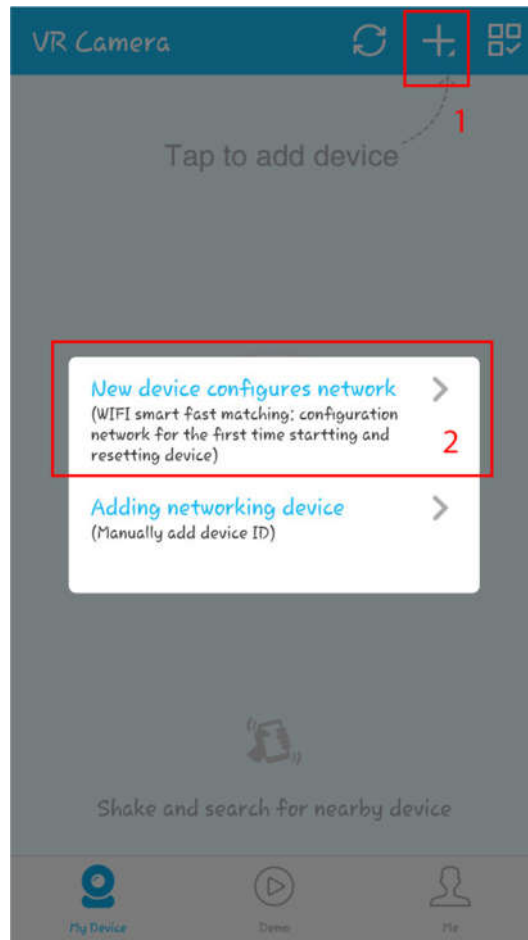 VR Camera
1
Tap to add device
New device configures network
(WIFI smart fast matching: configuration
network for the first time startting and
resetting device)
2
Adding networking device
(Manually add device ID)
Shake and search for nearby device
My Device
Demo
Me